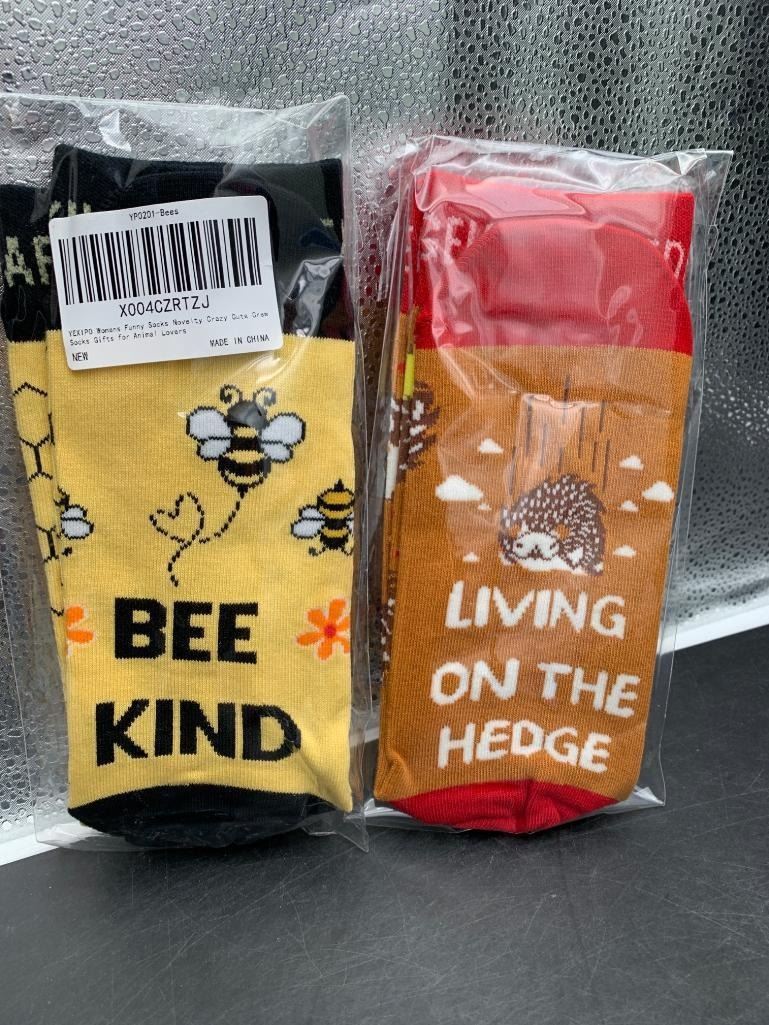 YP0201-Bees
X004CZRTZJ
YEKIPO Womens Funny Socks Novelty Crazy Cute Crew
Socks Gifts for Animal Lovers
NEW
MADE IN CHINA
BEE
KIND
LIVING
ON THE
HEDGE